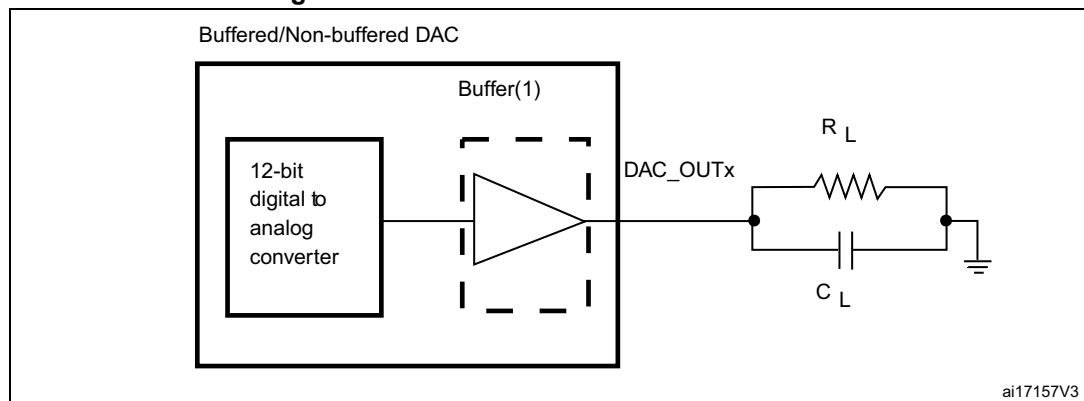 Buffered/Non-buffered DAC
Buffer(1)
12-bit
digital to
analog
converter
DAC_OUTx
R L
C L
ai17157V3